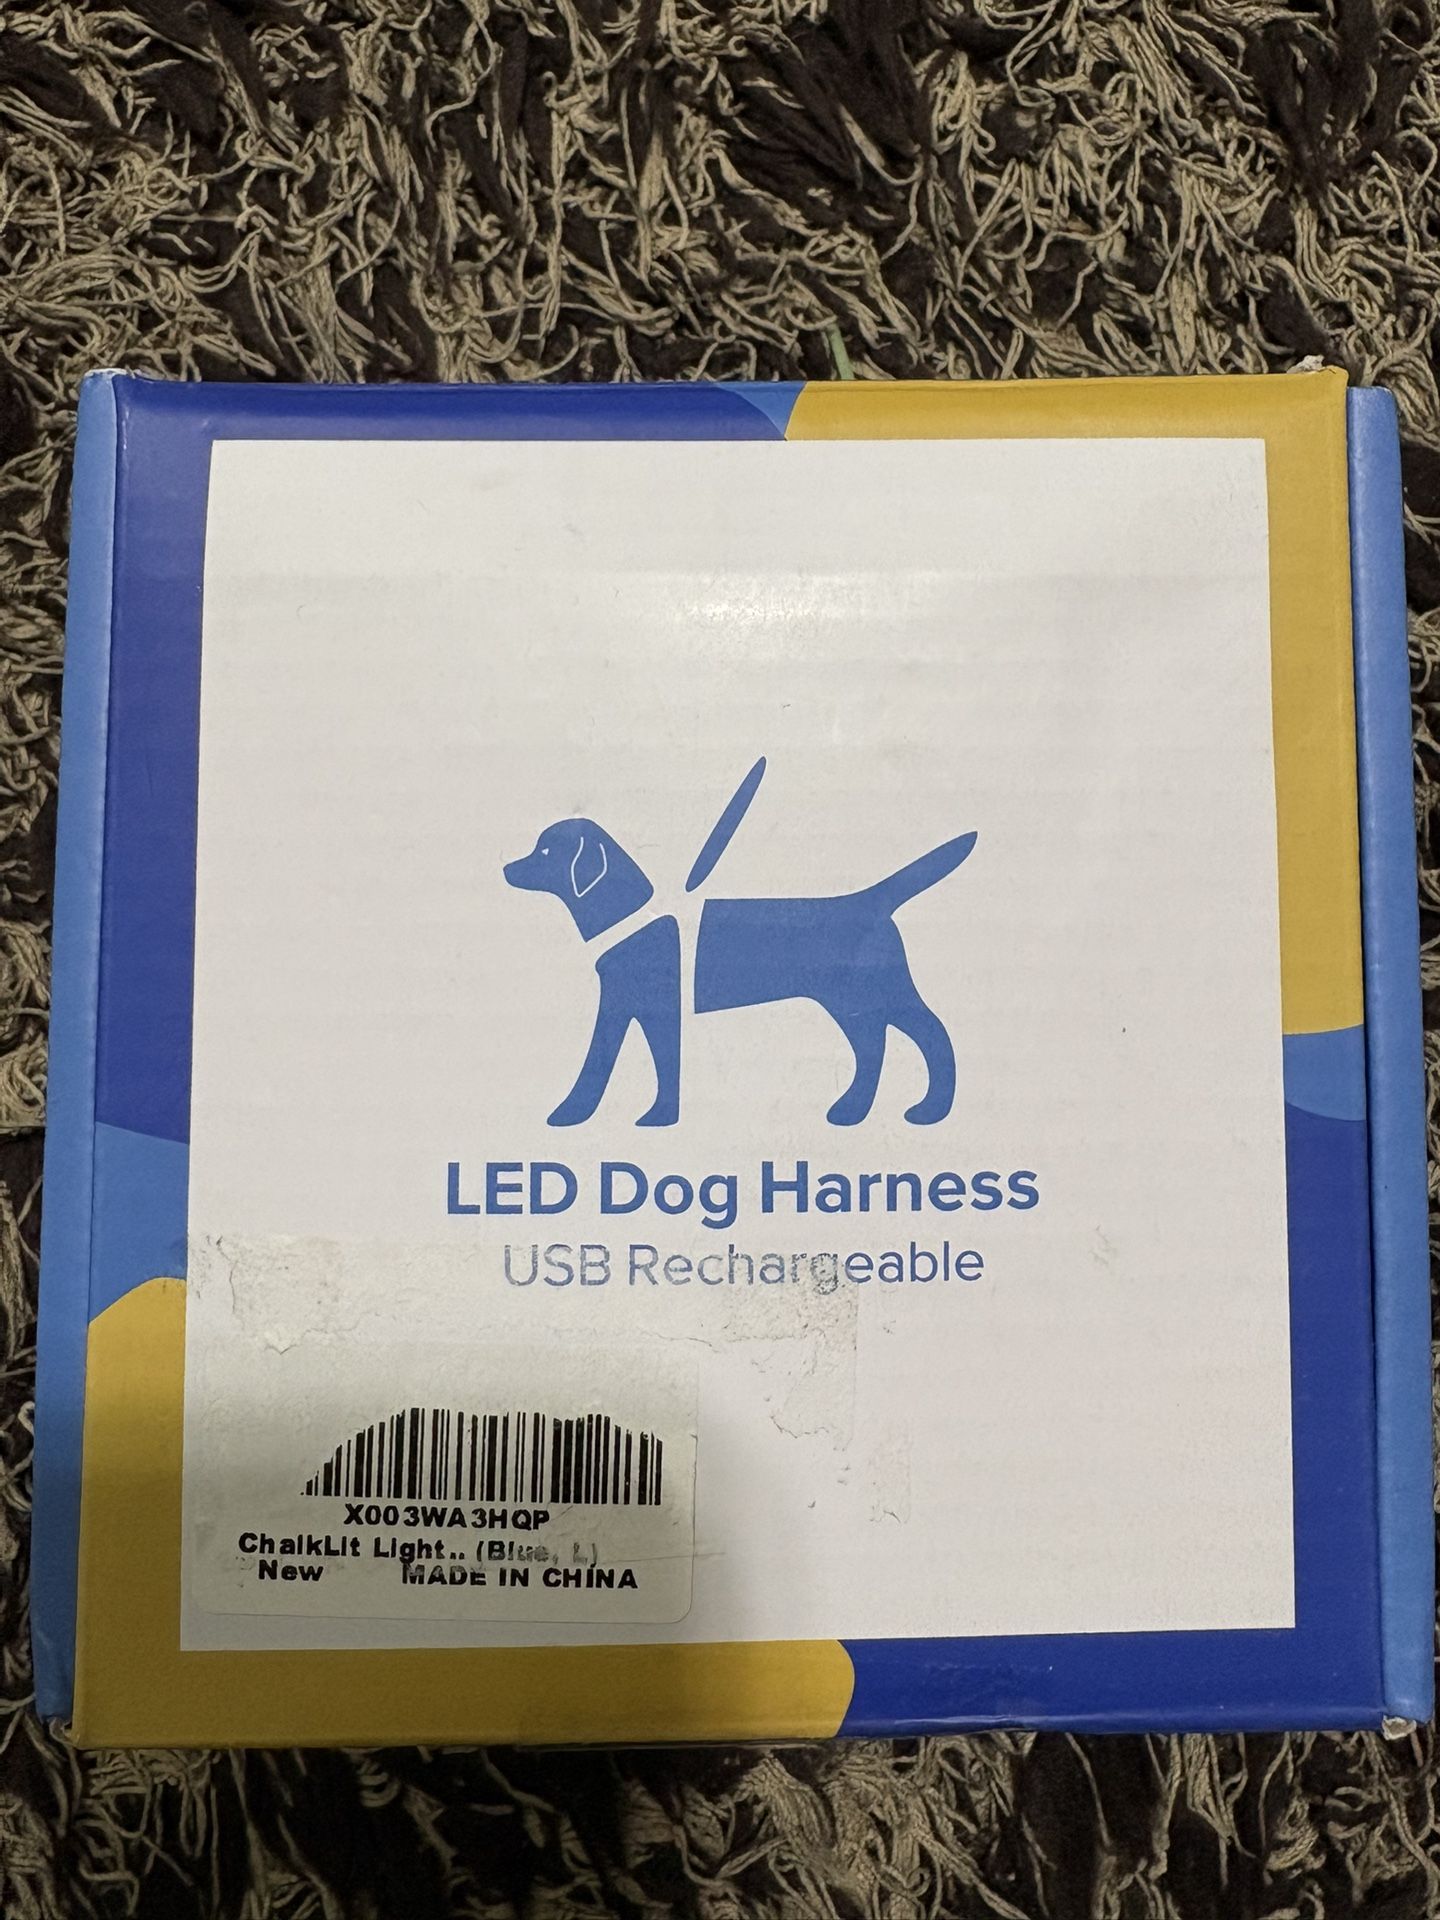 LED Dog Harness
USB Rechargeable
X003WA3HQP
ChalkLit Light.. (Blue, L)
New MADE IN CHINA